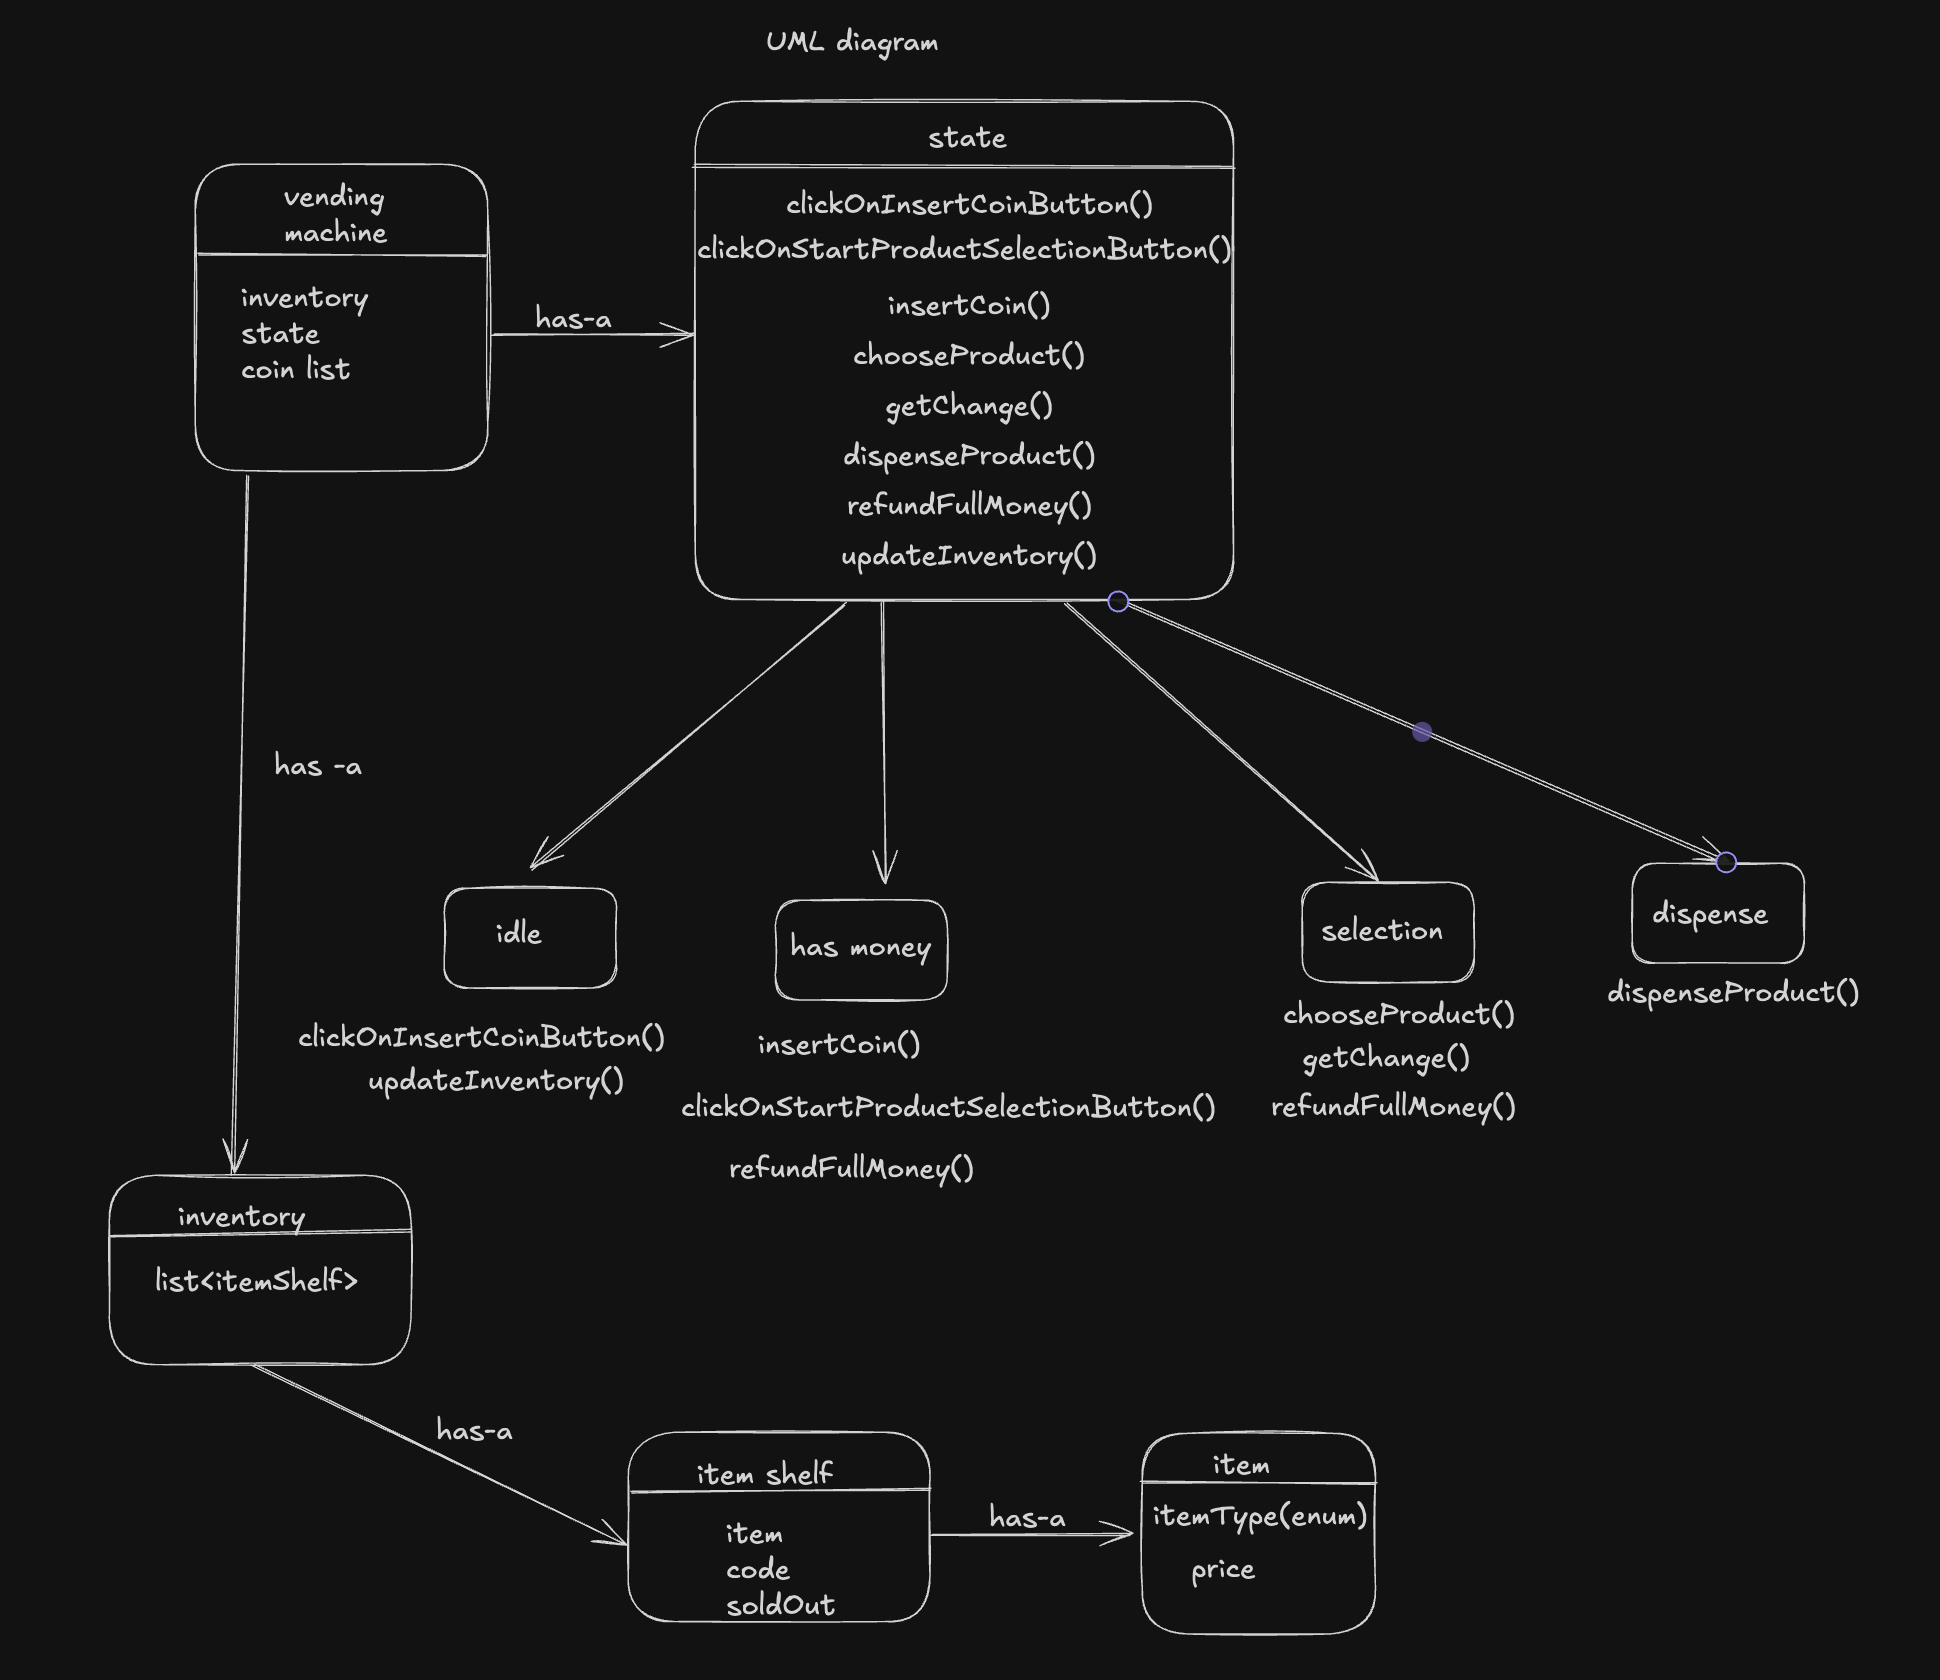 UML diagram
state
clickOnInsertCoinButton()
clickOnStartProductSelectionButton()
insertCoin()
chooseProduct()
getChange()
dispenseProduct()
refundFullMoney()
updateInventory()
vending
machine
inventory
state
coin list
has-a
has -a
idle
clickOnInsertCoinButton()
updateInventory()
has money
insertCoin()
clickOnStartProductSelectionButton()
refundFullMoney()
selection
chooseProduct()
getChange()
refundFullMoney()
dispense
dispenseProduct()
inventory
list<itemShelf>
has-a
item shelf
item
code
soldOut
has-a
item
itemType(enum)
price